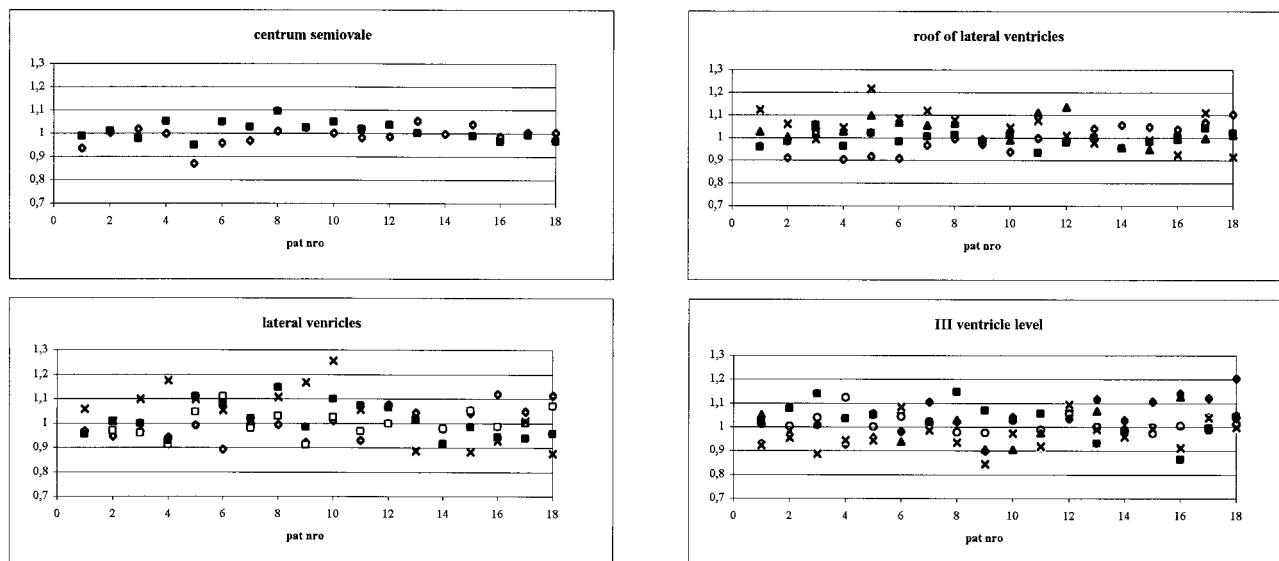 centrum semiovale
1,3
1,2
1,1
1
0,9
0,8
0,7
0 2 4 6 8 10 12 14 16 18
pat nro
roof of lateral ventricles
1,3
1,2
1,1
1
0,9
0,8
0,7
0 2 4 6 8 10 12 14 16 18
pat nro
lateral venricles
1,3
1,2
1,1
1
0,9
0,8
0,7
0 2 4 6 8 10 12 14 16 18
pat nro
III ventricle level
1,3
1,2
1,1
1
0,9
0,8
0,7
0 2 4 6 8 10 12 14 16 18
pat nro